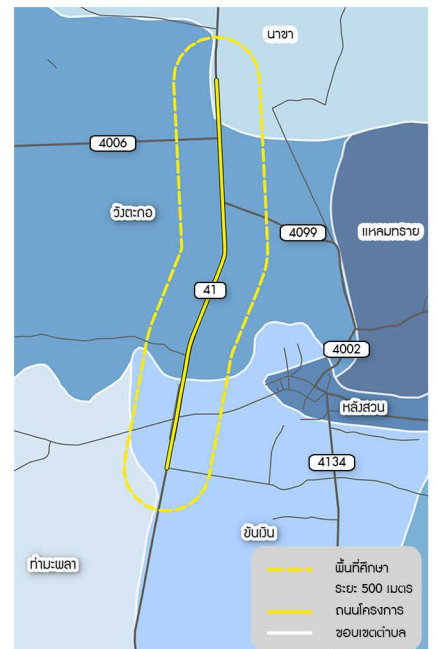 นาขา
4006
วังตะกอ
แหลมทราย
4099
41
4002
หลังสวน
4134
ขันเงิน
ท่ามะพลา
พื้นที่ศึกษา
ระยะ 500 เมตร
ถนนโครงการ
ขอบเขตตำบล